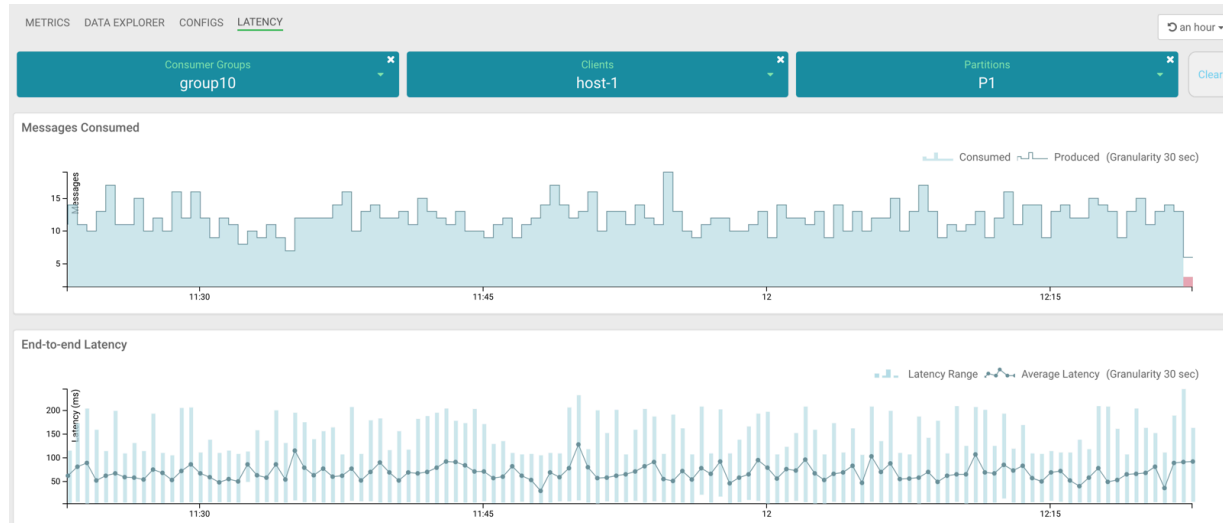 METRICS DATA EXPLORER CONFIGS LATENCY
an hour
Consumer Groups
group10
Clients
host-1
Partitions
P1
Clear
Messages Consumed
Consumed Produced (Granularity 30 sec)
Messages
15
10
5
11:30 11:45 12 12:15
End-to-end Latency
Latency Range Average Latency (Granularity 30 sec)
Latency (ms)
200
150
100
50
11:30 11:45 12 12:15